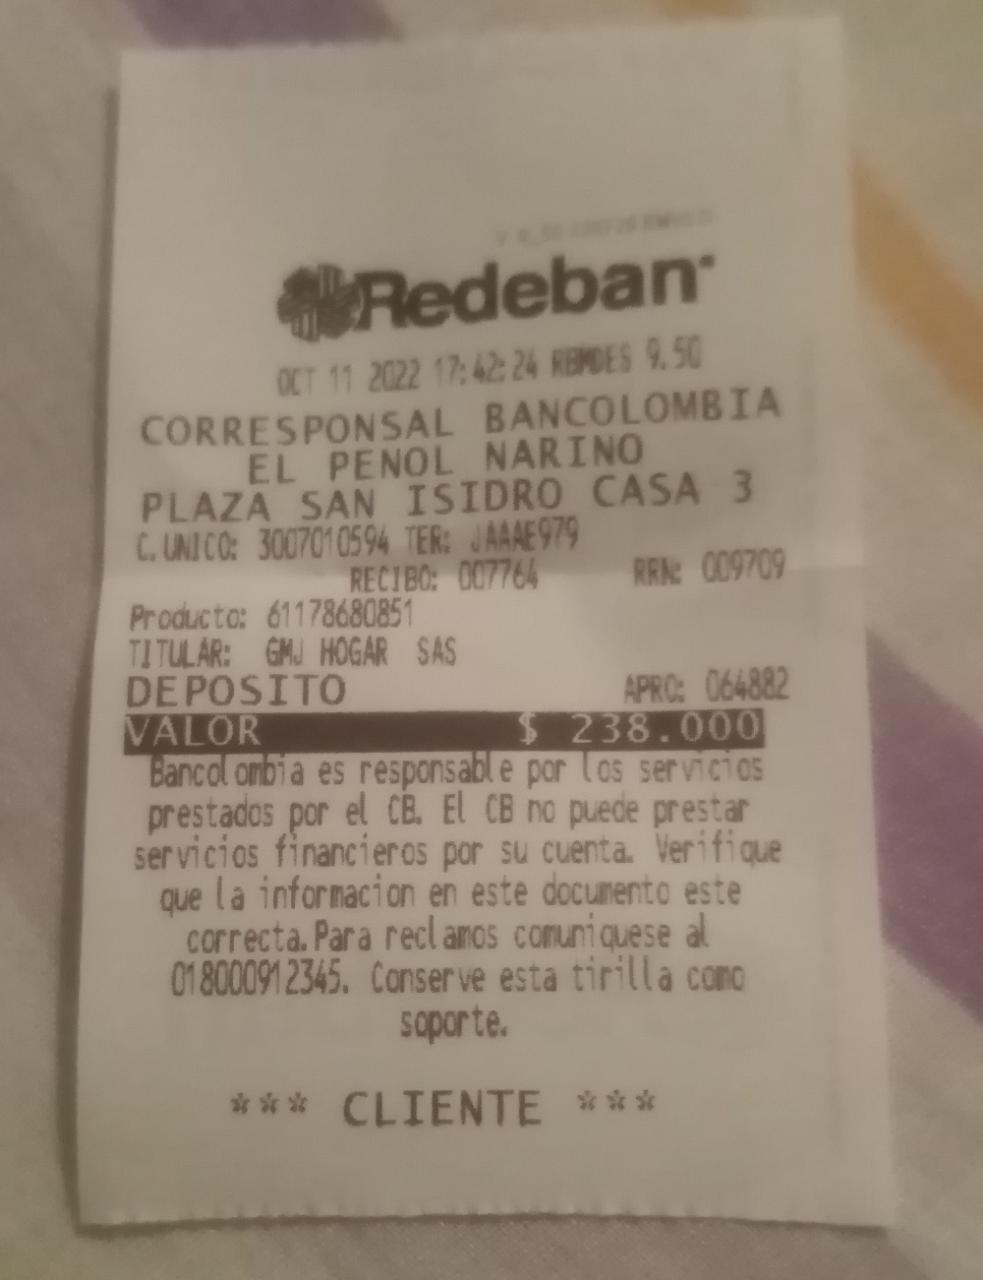 Redeban
OCT 11 2022 17:42:24 RBMDES 9.50
CORRESPONSAL BANCOLOMBIA
EL PENOL NARINO
PLAZA SAN ISIDRO CASA 3
C.UNICO: 3007010594 TER: JAAAE979
RECIBO: 007764 RRN: 009709
Producto: 61178680851
TITULAR: GMJ HOGAR SAS
DEPOSITO APRO: 064882
VALOR $ 238.000
Bancolombia es responsable por los servicios
prestados por el CB. El CB no puede prestar
servicios financieros por su cuenta. Verifique
que la informacion en este documento este
correcta.Para reclamos comuniquese al
018000912345. Conserve esta tirilla como
soporte.
*** CLIENTE ***